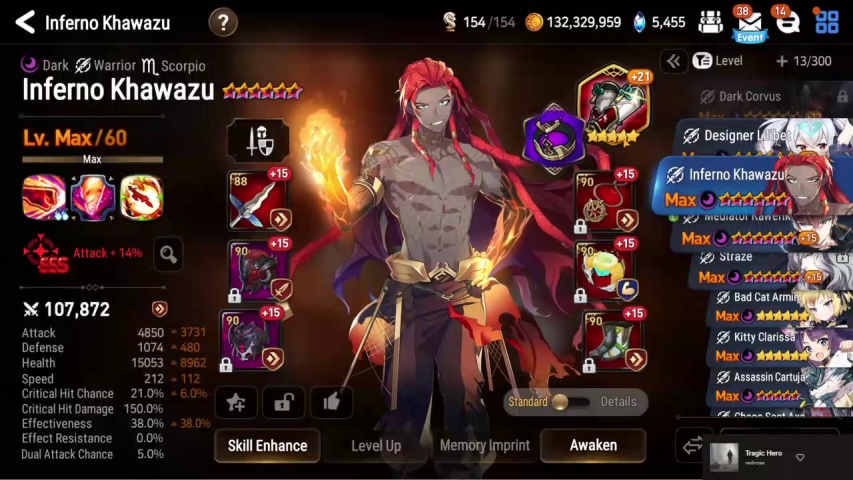 Inferno Khawazu
?
154/154
132,329,959
5,455
38
Event
14
Dark Warrior Scorpio
Inferno Khawazu
Lv. Max/60
Max
SSS
Attack + 14%
107,872
Attack 4850 3731
Defense 1074 480
Health 15053 8962
Speed 212 112
Critical Hit Chance 21.0% 6.0%
Critical Hit Damage 150.0%
Effectiveness 38.0% 38.0%
Effect Resistance 0.0%
Dual Attack Chance 5.0%
+21
88 +15
90 +15
90 +15
90 +15
90 +15
90 +15
Standard Details
Skill Enhance
Level Up
Memory Imprint
Awaken
Level
13/300
Dark Corvus
Designer Lilibet
Inferno Khawazu
Max
Max
+15
Straze
Max
+15
Bad Cat Armin
Max
Kitty Clarissa
Max
Assassin Cartuja
Max
Tragic Hero
redrose